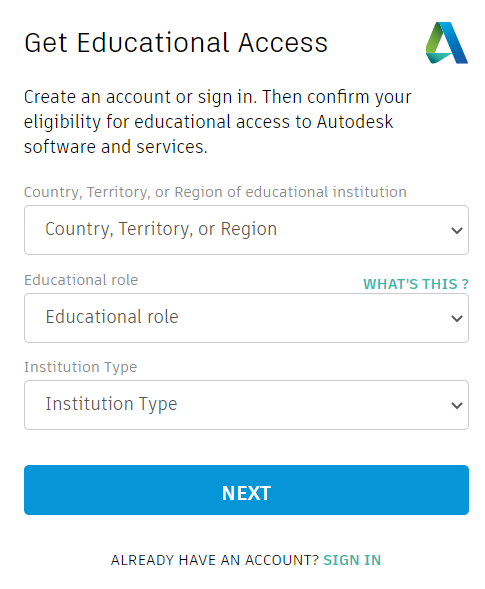 Get Educational Access
Create an account or sign in. Then confirm your
eligibility for educational access to Autodesk
software and services.
Country, Territory, or Region of educational institution
Country, Territory, or Region
Educational role
WHAT'S THIS ?
Educational role
Institution Type
Institution Type
NEXT
ALREADY HAVE AN ACCOUNT? SIGN IN